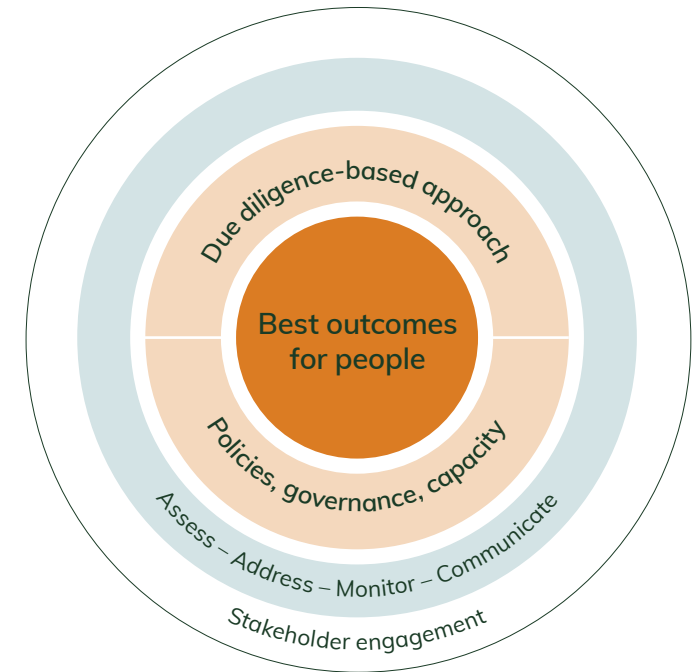 Due diligence-based approach
Best outcomes
for people
Policies, governance, capacity
Assess – Address – Monitor – Communicate
Stakeholder engagement